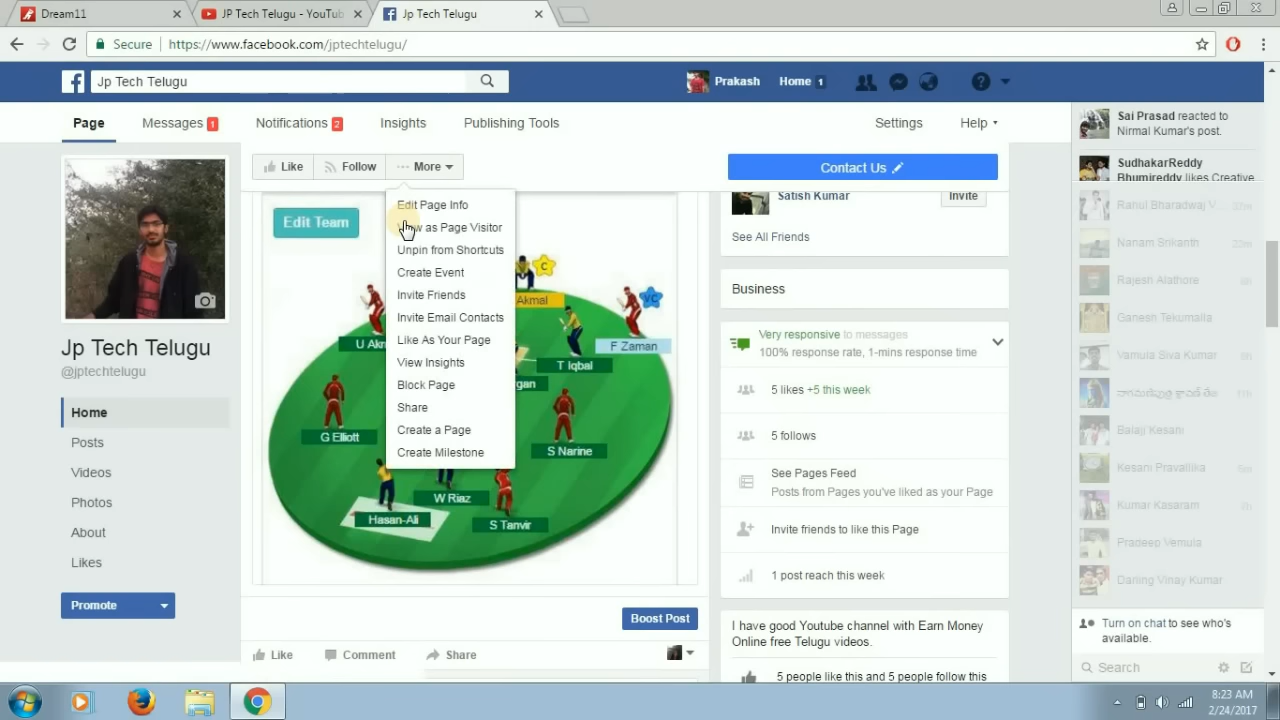 Dream11
JP Tech Telugu - YouTube
Jp Tech Telugu
Secure
https://www.facebook.com/jptechtelugu/
Jp Tech Telugu
Prakash
Home 1
Page
Messages 1
Notifications 2
Insights
Publishing Tools
Settings
Help
Like
Follow
More
Contact Us
Edit Page Info
View as Page Visitor
Unpin from Shortcuts
Create Event
Invite Friends
Invite Email Contacts
Like As Your Page
View Insights
Block Page
Share
Create a Page
Create Milestone
Edit Team
C
Akmal
VC
F Zaman
T Iqbal
G Elliott
S Narine
W Riaz
Hasan-Ali
S Tanvir
Jp Tech Telugu
@jptechtelugu
Home
Posts
Videos
Photos
About
Likes
Promote
Boost Post
Like
Comment
Share
Satish Kumar
Invite
See All Friends
Business
Very responsive to messages
100% response rate, 1-mins response time
5 likes +5 this week
5 follows
See Pages Feed
Posts from Pages you've liked as your Page
Invite friends to like this Page
1 post reach this week
I have good Youtube channel with Earn Money
Online free Telugu videos.
5 people like this and 5 people follow this
Sai Prasad reacted to
Nirmal Kumar's post.
SudhakarReddy
Bhumireddy likes Creative
Rahul Bharadwaj V...
Nanam Srikanth
Rajesh Alathore
Ganesh Tekumalla
Vamula Siva Kumar
Balaji Kesani
Kesani Pravallika
Kumar Kasaram
Pradeep Vemula
Darling Vinay Kumar
Turn on chat to see who's
available.
Search
8:23 AM
2/24/2017